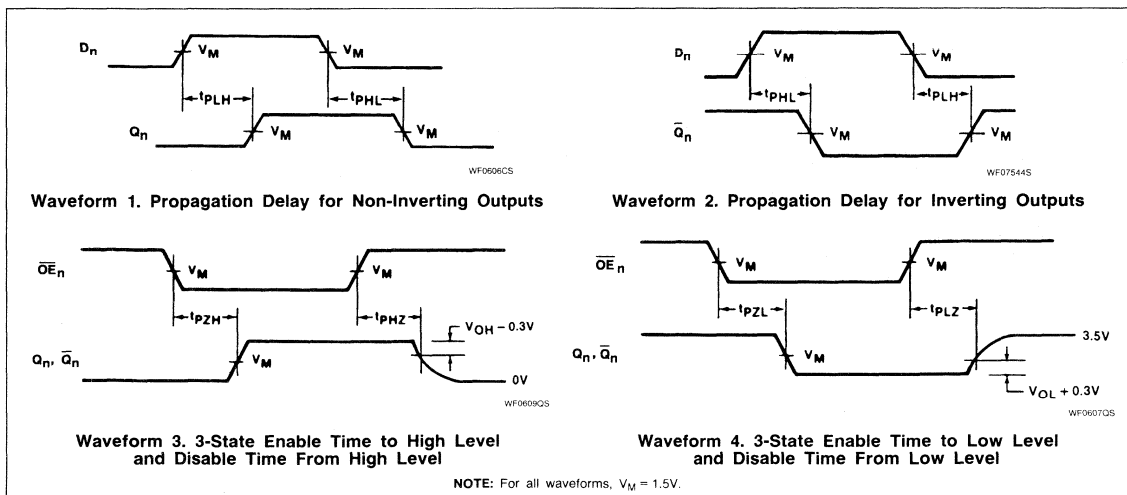 Dn
VM
VM
tPLH
tPHL
Qn
VM
VM
WF0606CS
Waveform 1. Propagation Delay for Non-Inverting Outputs
Dn
VM
VM
tPHL
tPLH
Q̅n
VM
VM
WF07544S
Waveform 2. Propagation Delay for Inverting Outputs
O̅E̅n
VM
VM
tPZH
tPHZ
VOH − 0.3V
Qn, Q̅n
VM
0V
WF0609QS
Waveform 3. 3-State Enable Time to High Level
and Disable Time From High Level
O̅E̅n
VM
VM
tPZL
tPLZ
3.5V
Qn, Q̅n
VM
VOL + 0.3V
WF0607QS
Waveform 4. 3-State Enable Time to Low Level
and Disable Time From Low Level
NOTE: For all waveforms, VM = 1.5V.